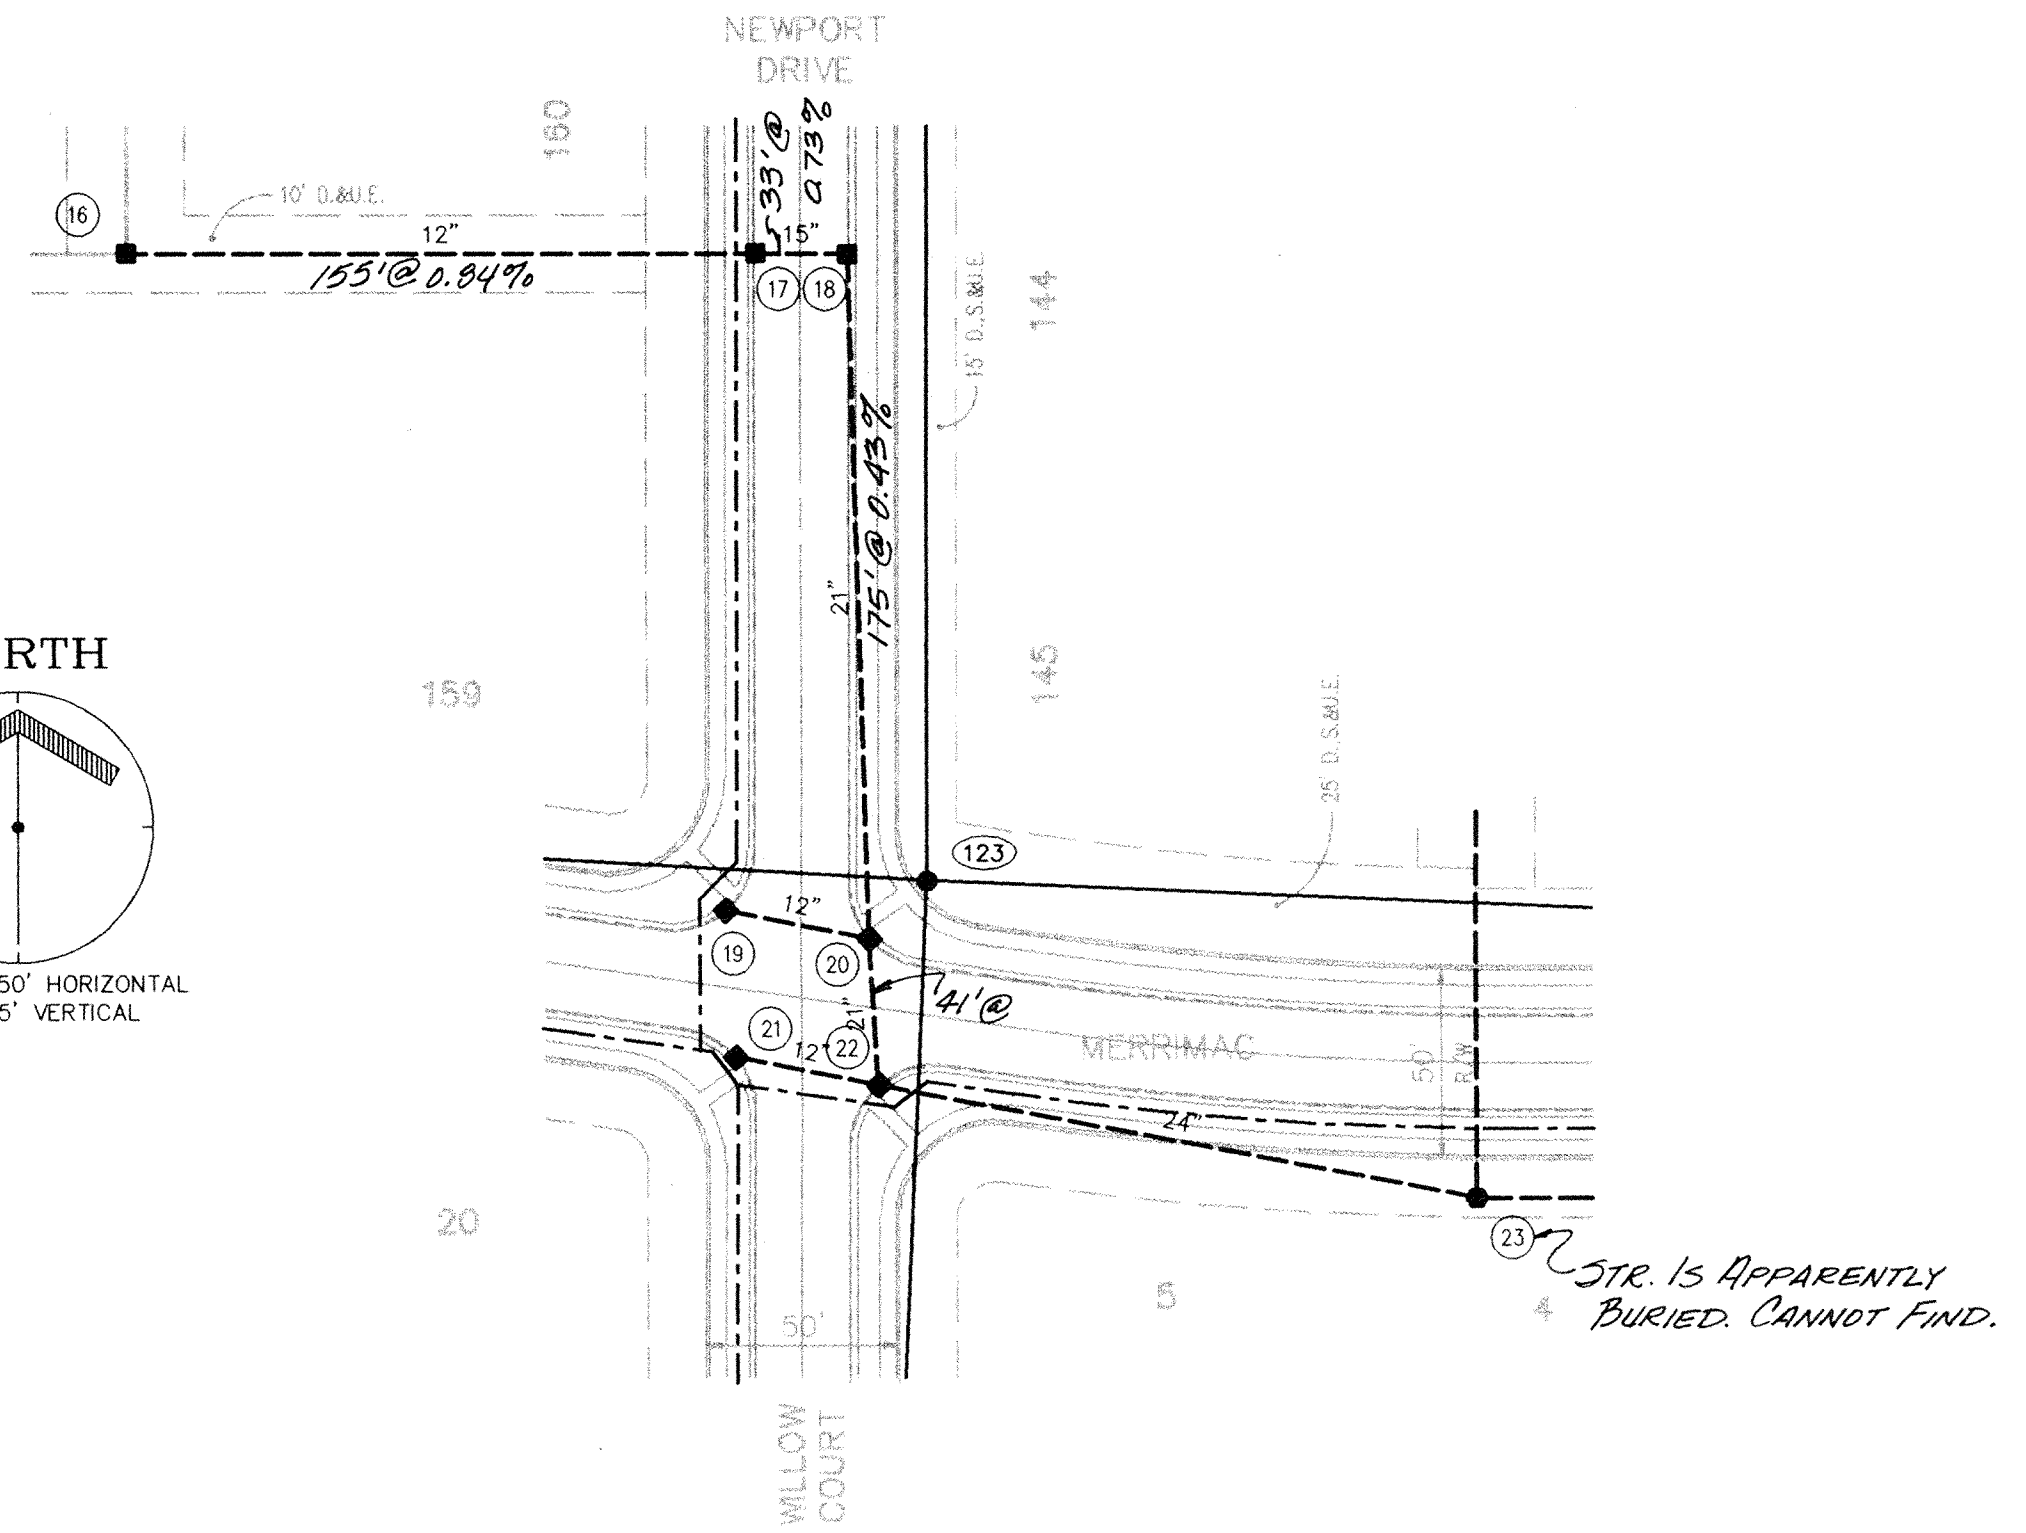 NEWPORT
DRIVE
160
33'@
0.73%
16
10' D.&U.E.
12"
155'@0.84%
15"
17
18
15' D.,S.&U.E.
144
175'@0.43%
21"
RTH
159
145
25' D.,S.&U.E.
123
12"
19
20
50' HORIZONTAL
5' VERTICAL
21"
41'@
21
12"
22
MERRIMAC
50'
R/W
24"
20
23
STR. IS APPARENTLY
BURIED. CANNOT FIND.
5
4
50'
WILLOW
COURT